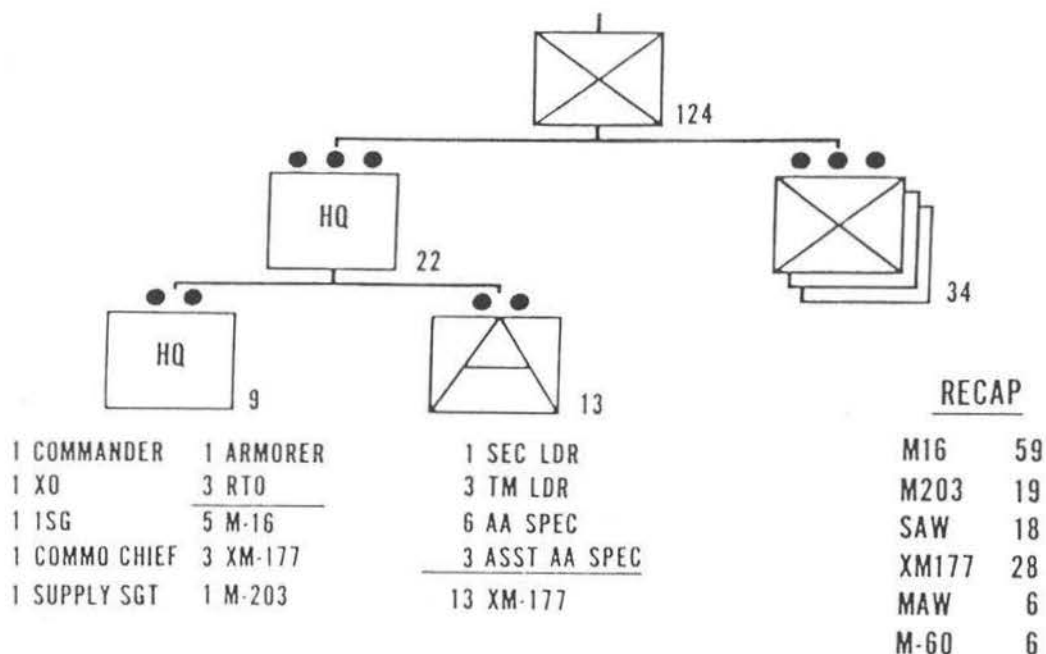 124
HQ
22
34
HQ
9
13
1 COMMANDER
1 XO
1 ISG
1 COMMO CHIEF
1 SUPPLY SGT
1 ARMORER
3 RTO
5 M-16
3 XM-177
1 M-203
1 SEC LDR
3 TM LDR
6 AA SPEC
3 ASST AA SPEC
13 XM-177
RECAP
M16 59
M203 19
SAW 18
XM177 28
MAW 6
M-60 6